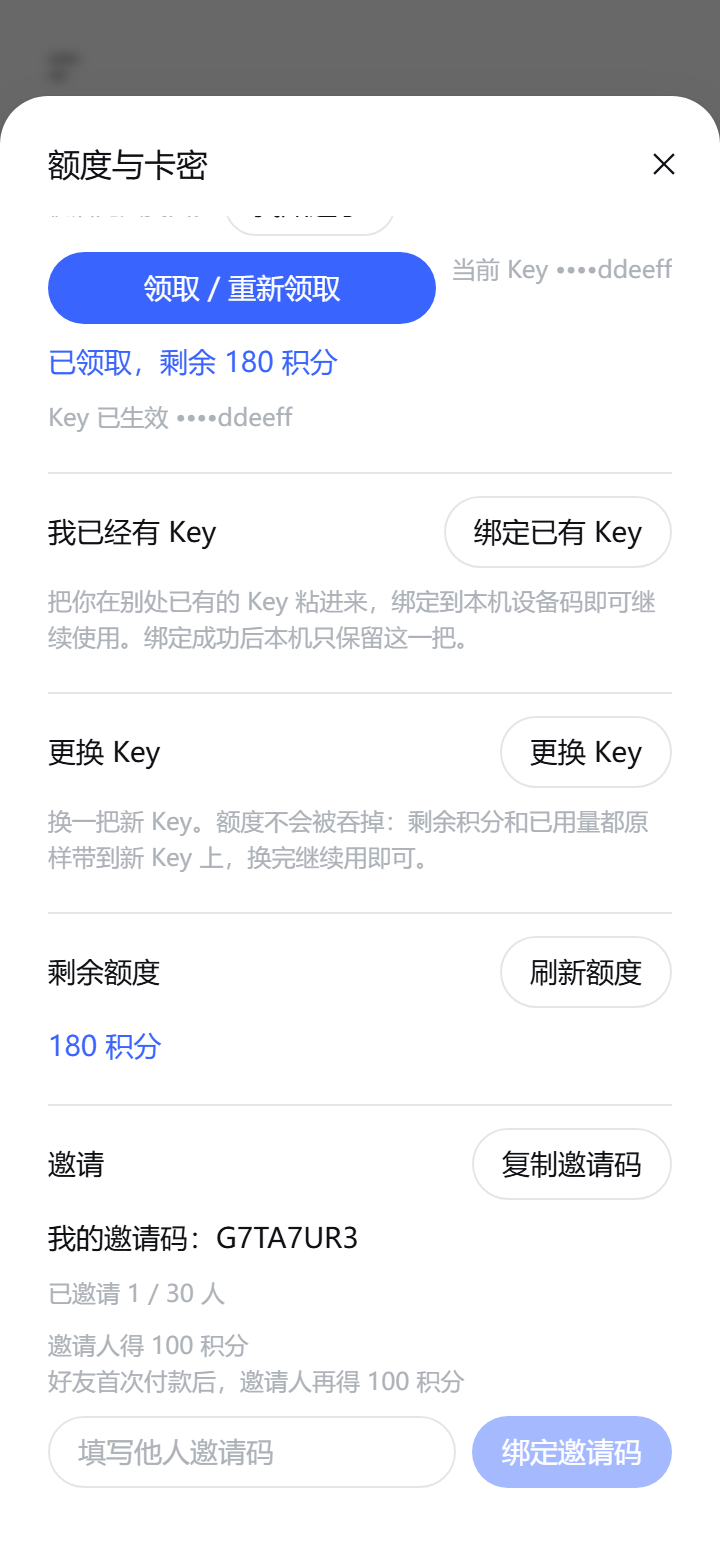 额度与卡密
领取 / 重新领取
当前 Key ••••ddeeff
已领取，剩余 180 积分
Key 已生效 ••••ddeeff
我已经有 Key
绑定已有 Key
把你在别处已有的 Key 粘进来，绑定到本机设备码即可继
续使用。绑定成功后本机只保留这一把。
更换 Key
更换 Key
换一把新 Key。额度不会被吞掉：剩余积分和已用量都原
样带到新 Key 上，换完继续用即可。
剩余额度
刷新额度
180 积分
邀请
复制邀请码
我的邀请码：G7TA7UR3
已邀请 1 / 30 人
邀请人得 100 积分
好友首次付款后，邀请人再得 100 积分
填写他人邀请码
绑定邀请码